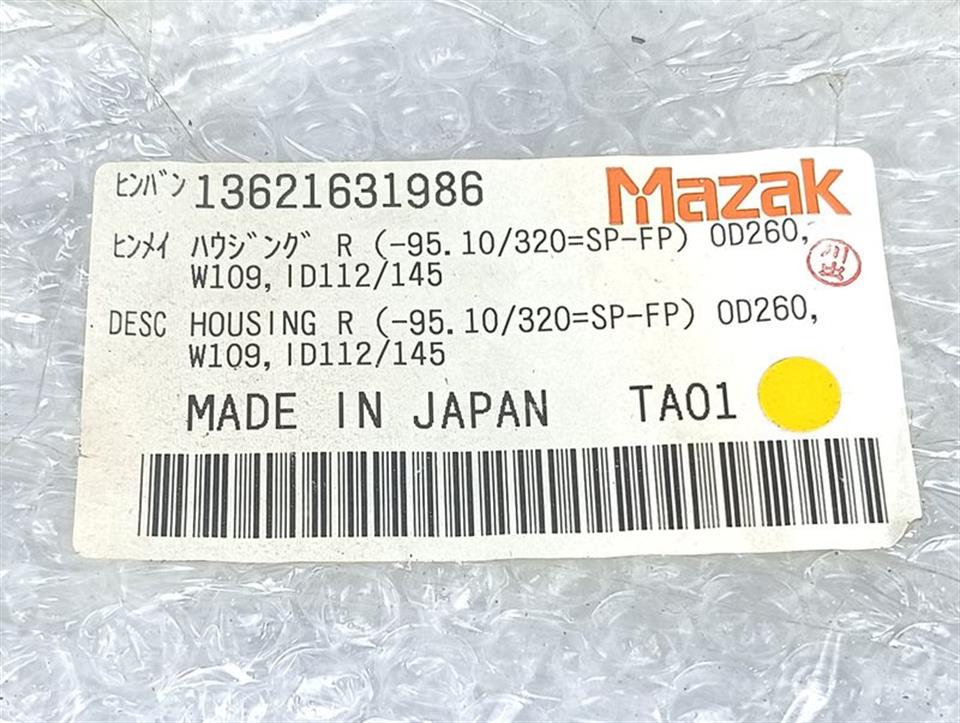 ﾋﾝﾊﾞﾝ 13621631986
Mazak
ﾋﾝﾒｲ ﾊｳｼﾞﾝｸﾞ R (-95.10/320=SP-FP) OD260,
W109, ID112/145
川出
DESC HOUSING R (-95.10/320=SP-FP) OD260,
W109, ID112/145
MADE IN JAPAN TA01